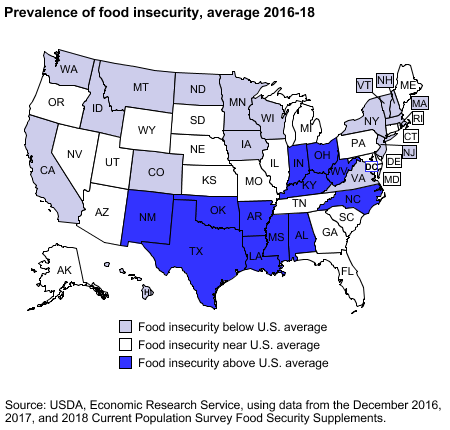 Prevalence of food insecurity, average 2016-18
WA
MT
ND
MN
VT
NH
ME
OR
ID
SD
WI
MI
NY
MA
RI
WY
NE
IA
PA
CT
NJ
NV
UT
CO
KS
MO
IL
IN
OH
WV
VA
DC
DE
MD
CA
AZ
NM
OK
AR
KY
TN
NC
SC
TX
LA
MS
AL
GA
FL
AK
HI
Food insecurity below U.S. average
Food insecurity near U.S. average
Food insecurity above U.S. average
Source: USDA, Economic Research Service, using data from the December 2016,
2017, and 2018 Current Population Survey Food Security Supplements.